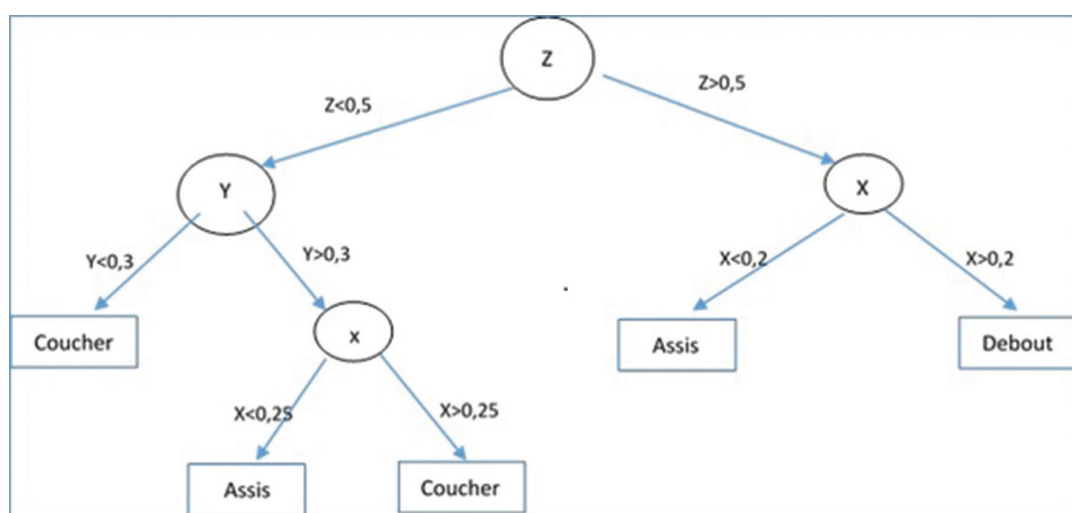 Z
Z<0,5
Z>0,5
Y
X
Y<0,3
Y>0,3
X<0,2
X>0,2
Coucher
x
Assis
Debout
X<0,25
X>0,25
Assis
Coucher